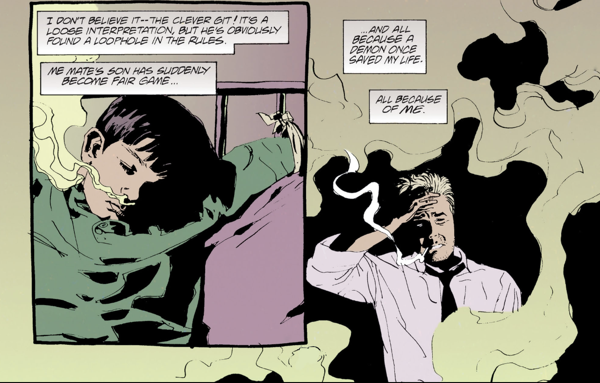 I DON'T BELIEVE IT--THE CLEVER GIT! IT'S A
LOOSE INTERPRETATION, BUT HE'S OBVIOUSLY
FOUND A LOOPHOLE IN THE RULES.
ME MATE'S SON HAS SUDDENLY
BECOME FAIR GAME...
...AND ALL
BECAUSE A
DEMON ONCE
SAVED MY LIFE.
ALL BECAUSE
OF ME.